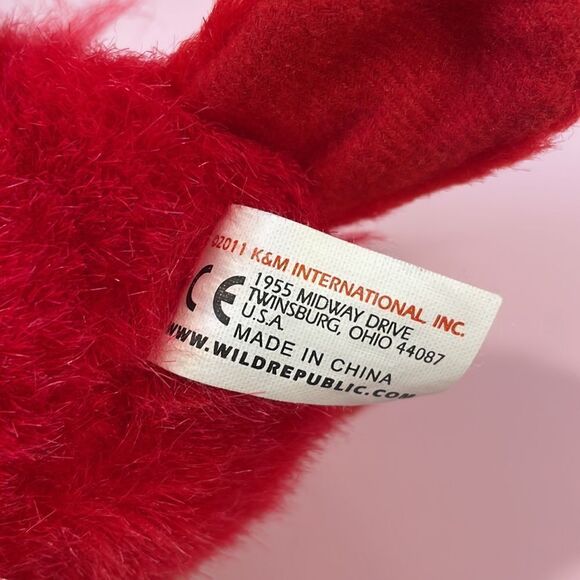 ©2011 K&M INTERNATIONAL, INC.
CE
1955 MIDWAY DRIVE
TWINSBURG, OHIO 44087
U.S.A.
MADE IN CHINA
WWW.WILDREPUBLIC.COM